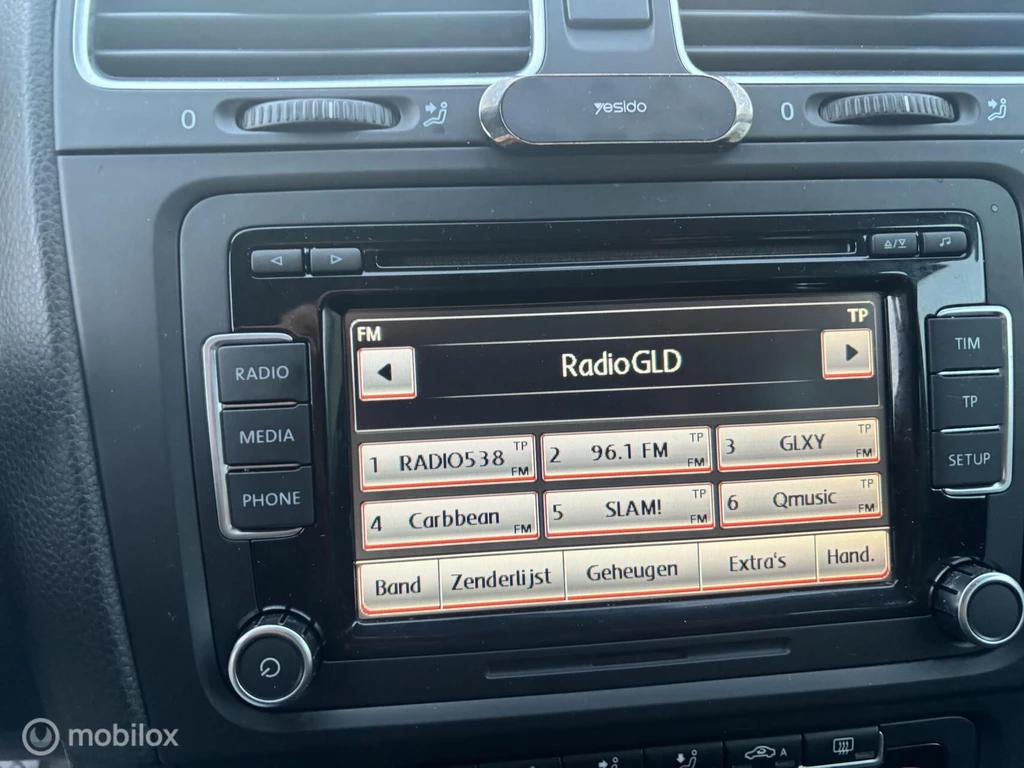 yesido
0
0
RADIO
MEDIA
PHONE
TIM
TP
SETUP
FM
TP
RadioGLD
1 RADIO538 TP FM
2 96.1 FM TP FM
3 GLXY TP FM
4 Carbbean FM
5 SLAM! TP FM
6 Qmusic TP FM
Band Zenderlijst Geheugen Extra's Hand.
A
mobilox